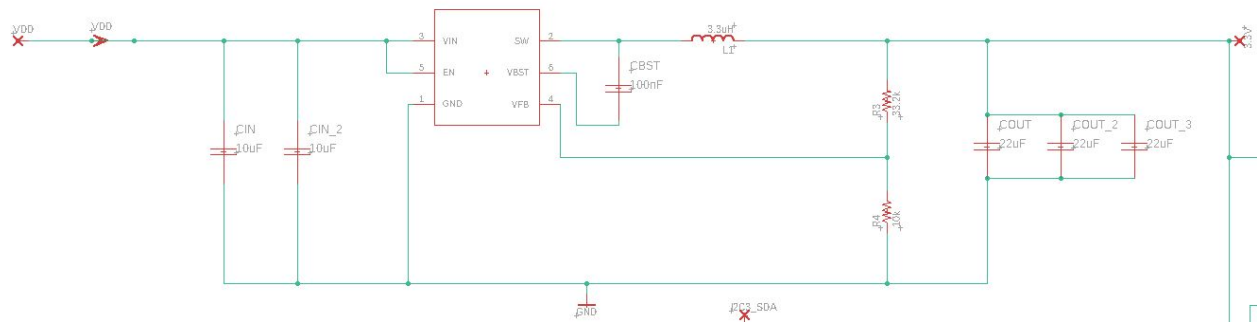 VDD
VDD
3 VIN SW 2
5 EN VBST 6
1 GND VFB 4
CBST
100nF
3.3uH
L1
3.3V
R3
33.2k
CIN
10uF
CIN_2
10uF
COUT
22uF
COUT_2
22uF
COUT_3
22uF
R4
10k
GND
I2C3_SDA